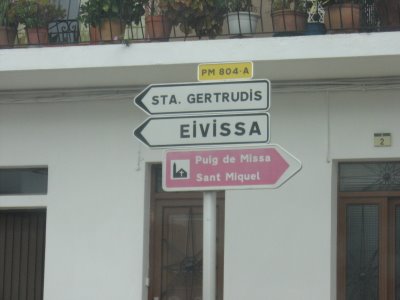 PM 804-A
STA. GERTRUDIS
EIVISSA
Puig de Missa
Sant Miquel
2